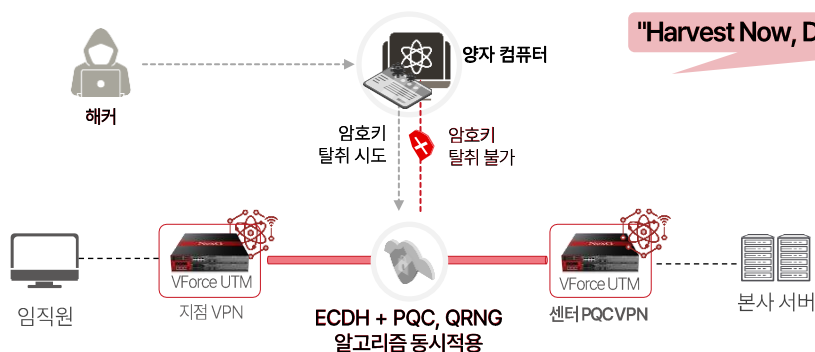 "Harvest Now, D
양자 컴퓨터
해커
암호키
탈취 시도
암호키
탈취 불가
NexG
VForce UTM
지점 VPN
임직원
NexG
VForce UTM
센터 PQC VPN
본사 서버
ECDH + PQC, QRNG
알고리즘 동시적용